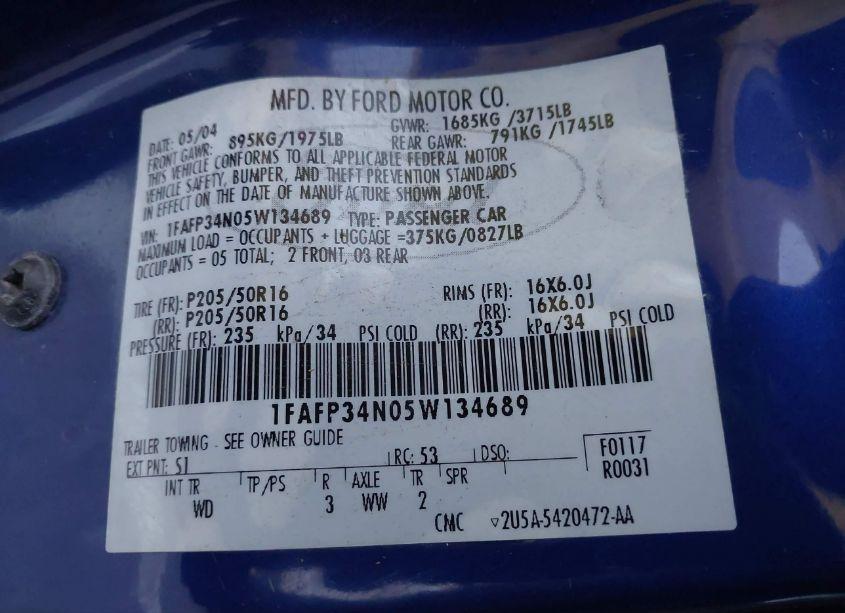 MFD. BY FORD MOTOR CO.
DATE: 05/04 GVWR: 1685KG /3715LB
FRONT GAWR: 895KG/1975LB REAR GAWR: 791KG /1745LB
THIS VEHICLE CONFORMS TO ALL APPLICABLE FEDERAL MOTOR
VEHICLE SAFETY, BUMPER, AND THEFT PREVENTION STANDARDS
IN EFFECT ON THE DATE OF MANUFACTURE SHOWN ABOVE.
VIN: 1FAFP34N05W134689 TYPE: PASSENGER CAR
MAXIMUM LOAD = OCCUPANTS + LUGGAGE =375KG/0827LB
OCCUPANTS = 05 TOTAL; 2 FRONT, 03 REAR
TIRE (FR): P205/50R16 RIMS (FR): 16X6.0J
(RR): P205/50R16 (RR): 16X6.0J
PRESSURE (FR): 235 kPa/34 PSI COLD (RR): 235 kPa/34 PSI COLD
1FAFP34N05W134689
TRAILER TOWING - SEE OWNER GUIDE
EXT PNT: S1 RC: 53 DSO: F0117
R0031
INT TR TP/PS R AXLE TR SPR
WD 3 WW 2
CMC ▽2U5A-5420472-AA